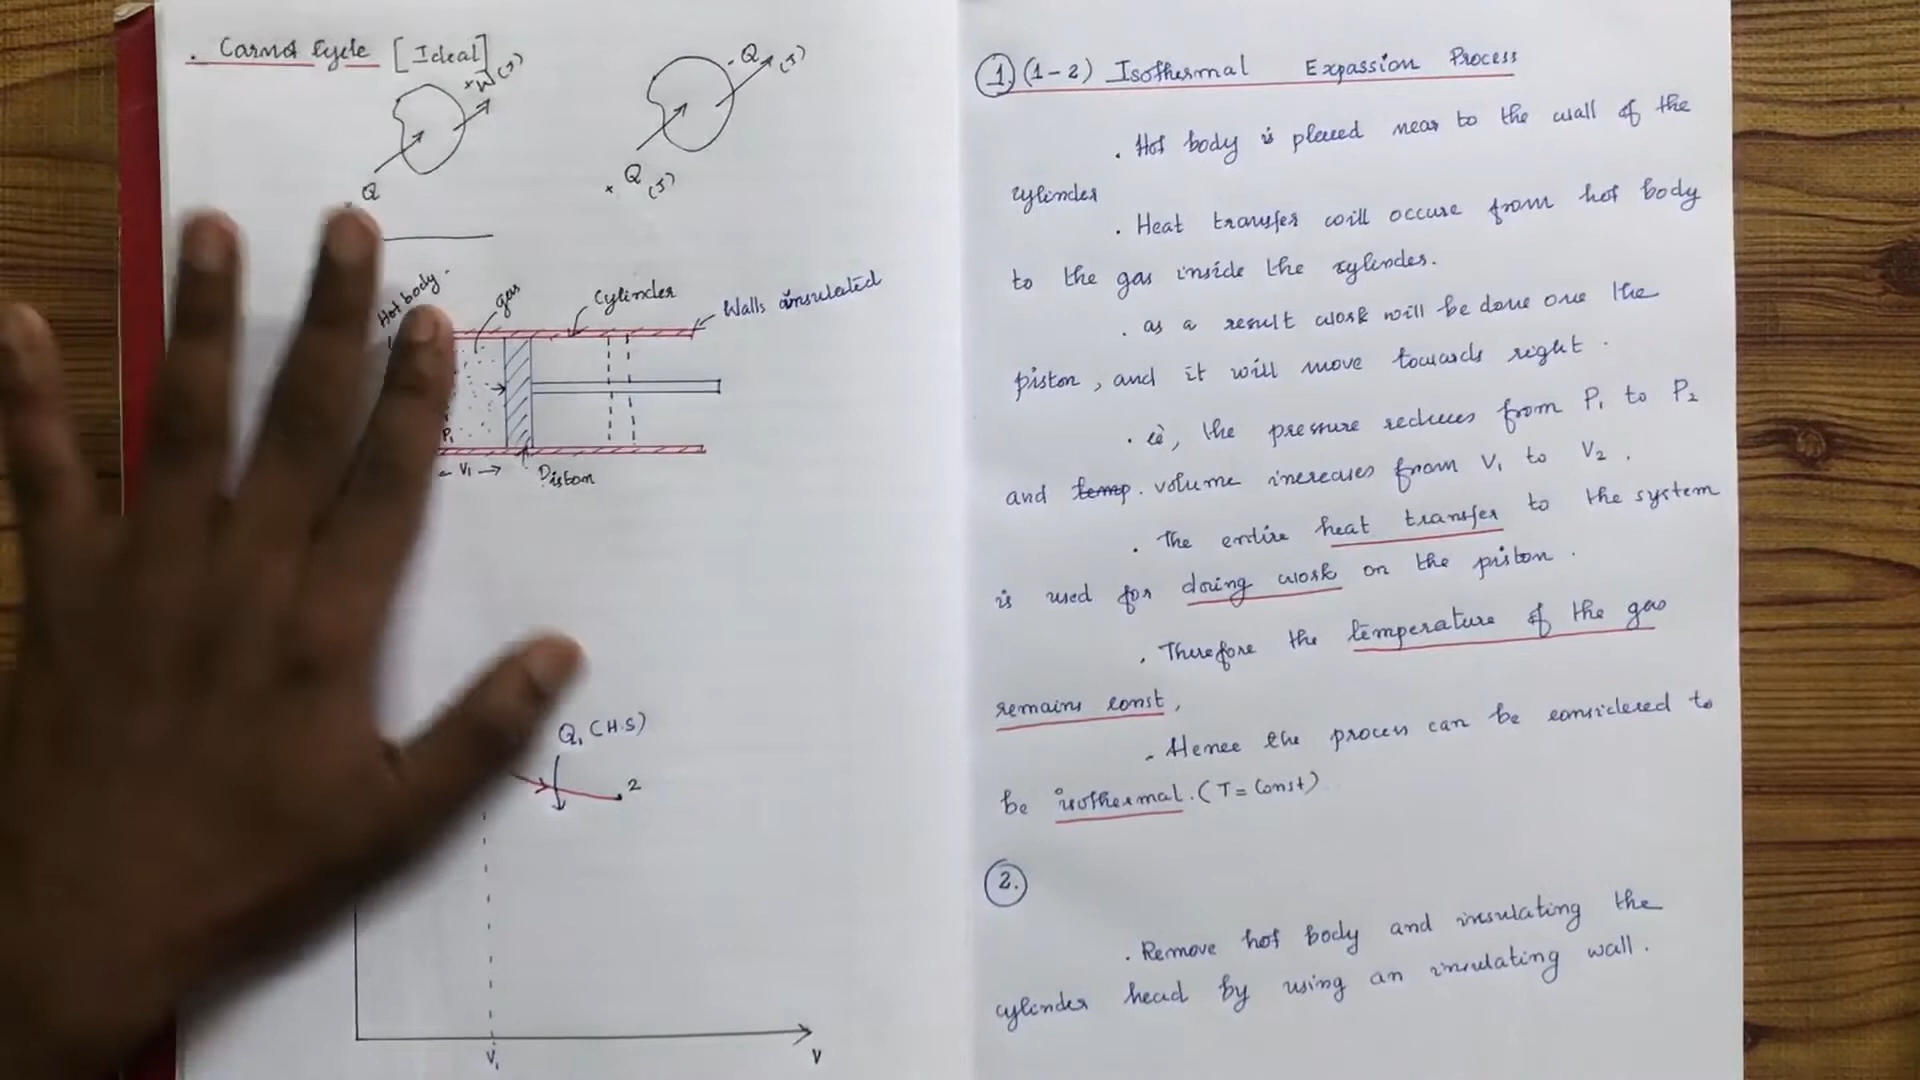 . Carnot Cycle [Ideal]
+W (J)
Q
- Q (J)
+ Q (J)
Hot body.
gas
Cylinder
Walls insulated
P₁
← V₁ →
Piston
Q₁ (H.S)
2
V₁
V
1. (1-2) Isothermal Expassion Process
. Hot body is placed near to the wall of the
cylinder
. Heat transfer will occure from hot body
to the gas inside the cylinder.
. as a result work will be done one the
piston, and it will move towards right.
. ie, the pressure reduces from P₁ to P₂
and temp. volume increases from V₁ to V₂.
. The entire heat transfer to the system
is used for doing work on the piston.
. Therefore the temperature of the gas
remains const,
. Hence the process can be considered to
be isothermal. (T = Const)
2.
. Remove hot body and insulating the
cylinder head by using an insulating wall.